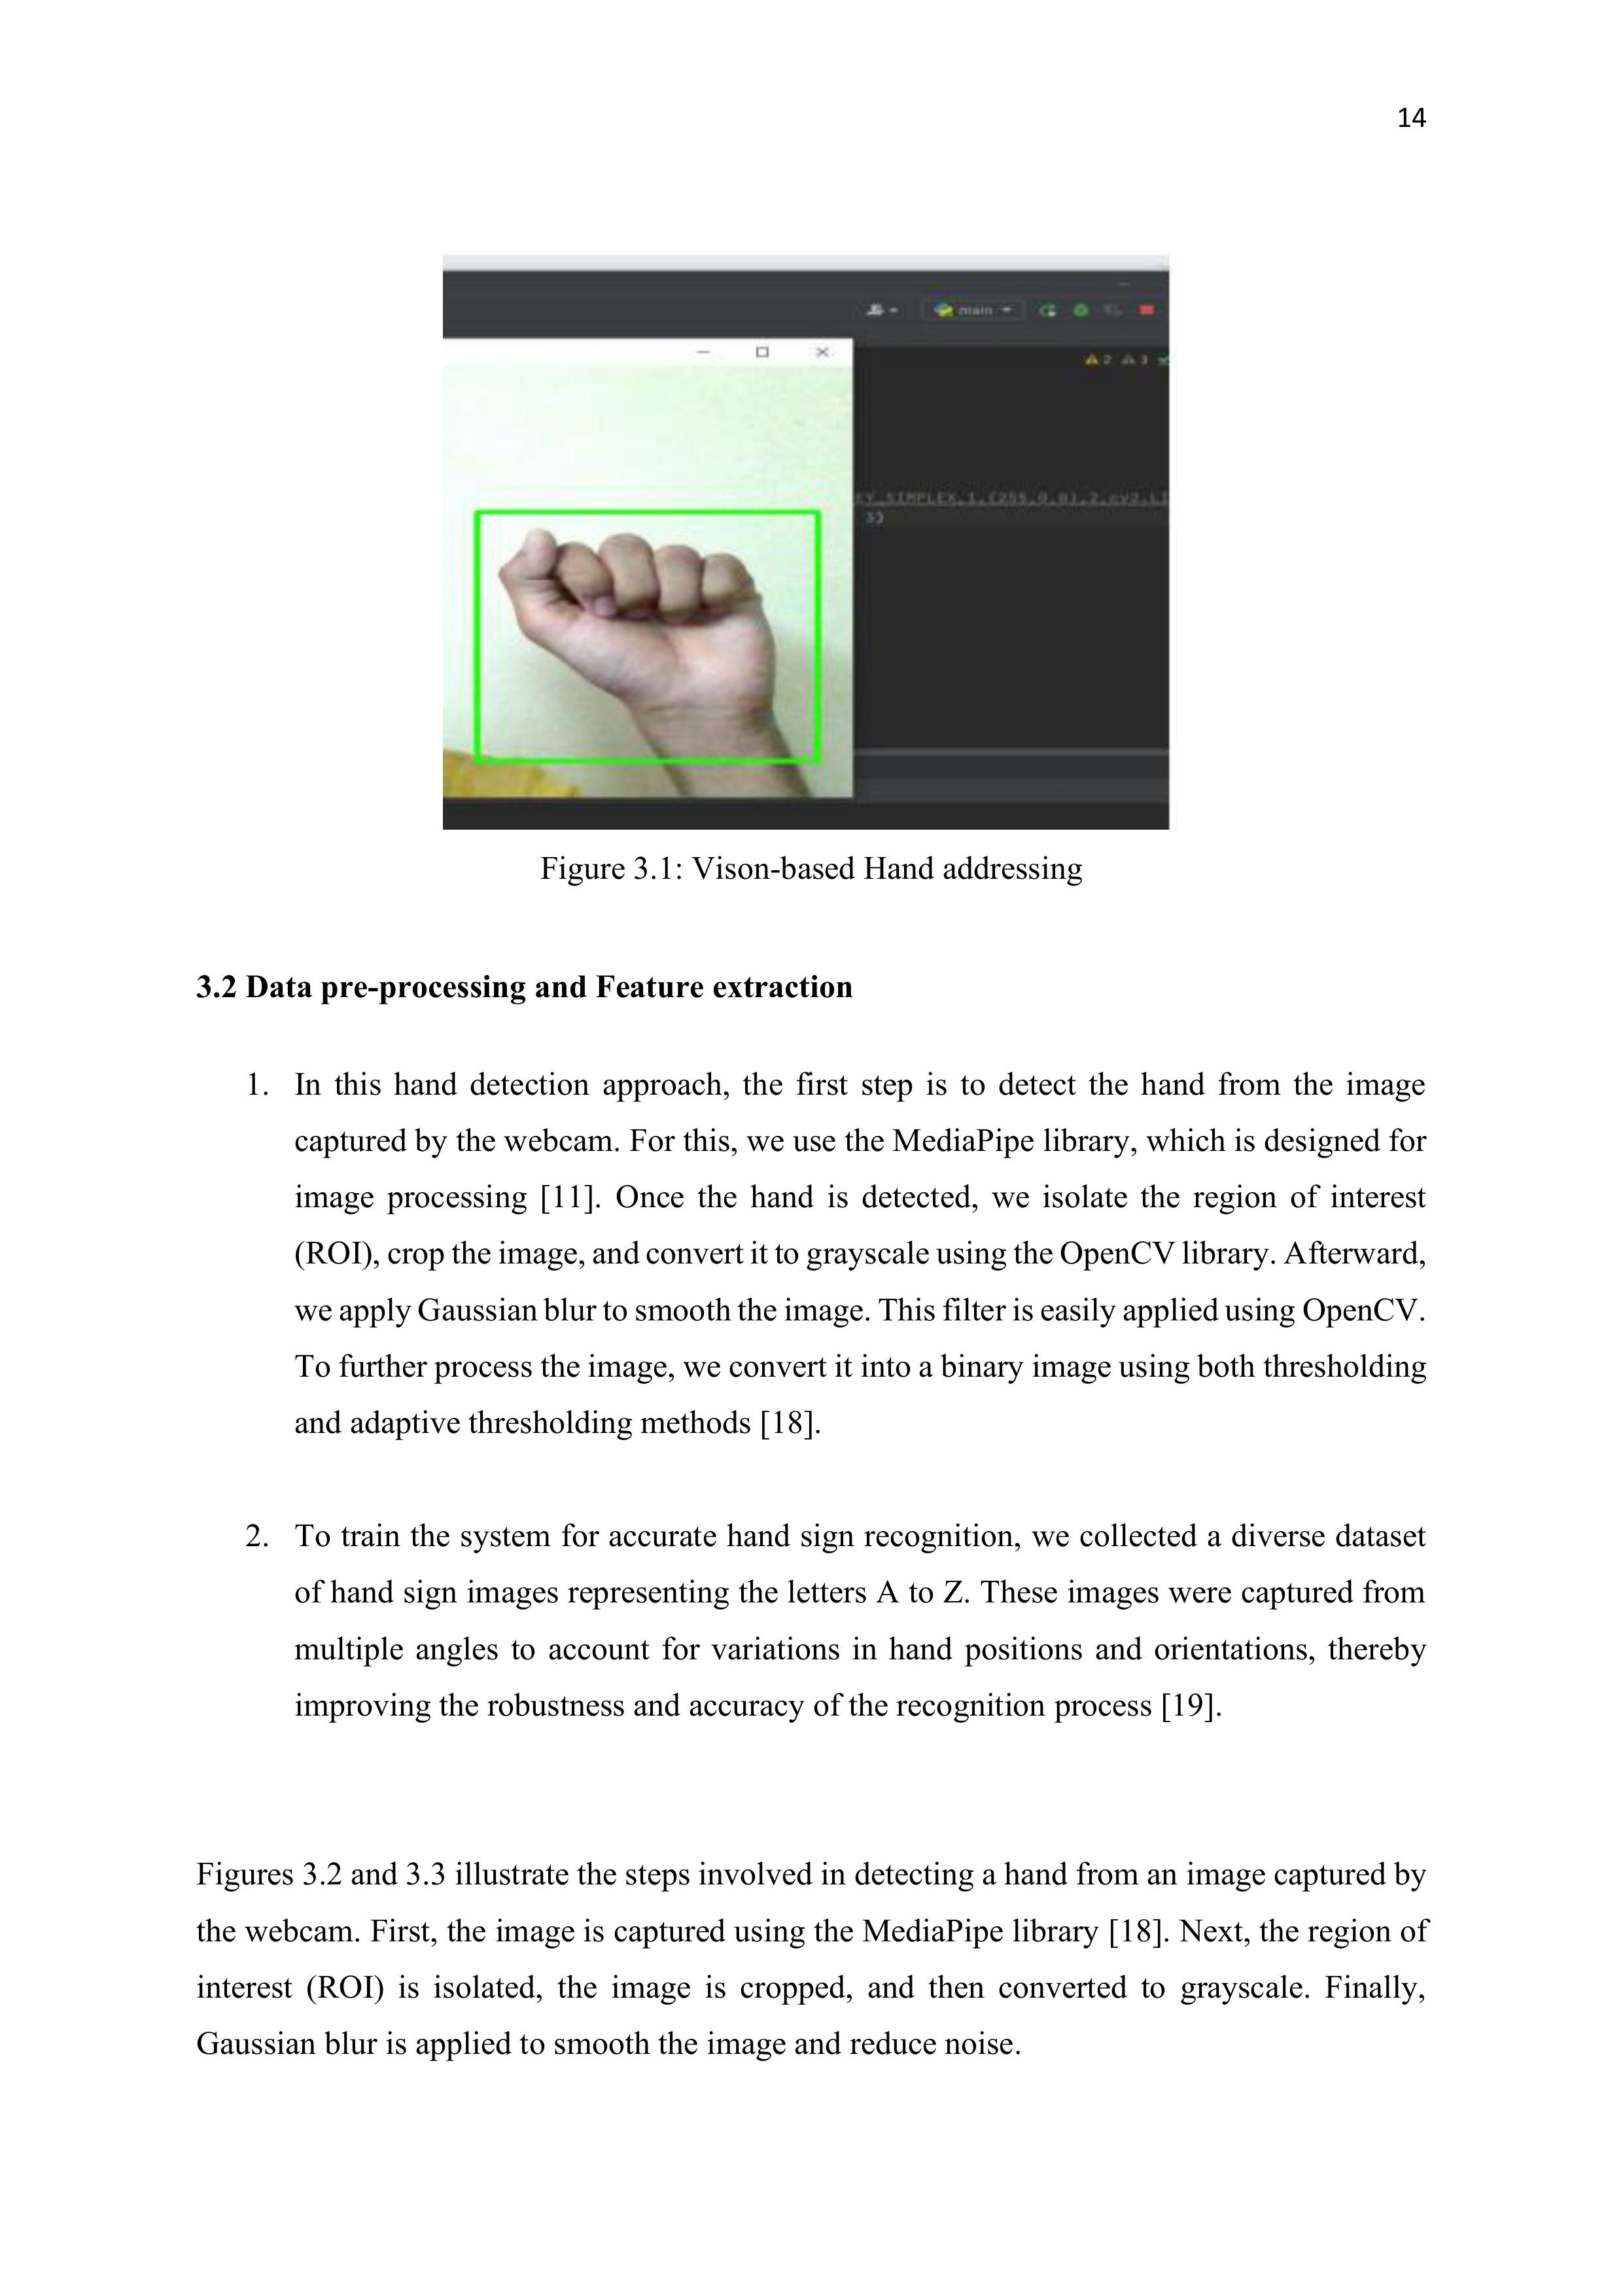 14
main
2 3
EY_SIMPLEX,1,(255,0,0),2,cv2.LI
3)
Figure 3.1: Vison-based Hand addressing
3.2 Data pre-processing and Feature extraction
1. In this hand detection approach, the first step is to detect the hand from the image
captured by the webcam. For this, we use the MediaPipe library, which is designed for
image processing [11]. Once the hand is detected, we isolate the region of interest
(ROI), crop the image, and convert it to grayscale using the OpenCV library. Afterward,
we apply Gaussian blur to smooth the image. This filter is easily applied using OpenCV.
To further process the image, we convert it into a binary image using both thresholding
and adaptive thresholding methods [18].
2. To train the system for accurate hand sign recognition, we collected a diverse dataset
of hand sign images representing the letters A to Z. These images were captured from
multiple angles to account for variations in hand positions and orientations, thereby
improving the robustness and accuracy of the recognition process [19].
Figures 3.2 and 3.3 illustrate the steps involved in detecting a hand from an image captured by
the webcam. First, the image is captured using the MediaPipe library [18]. Next, the region of
interest (ROI) is isolated, the image is cropped, and then converted to grayscale. Finally,
Gaussian blur is applied to smooth the image and reduce noise.